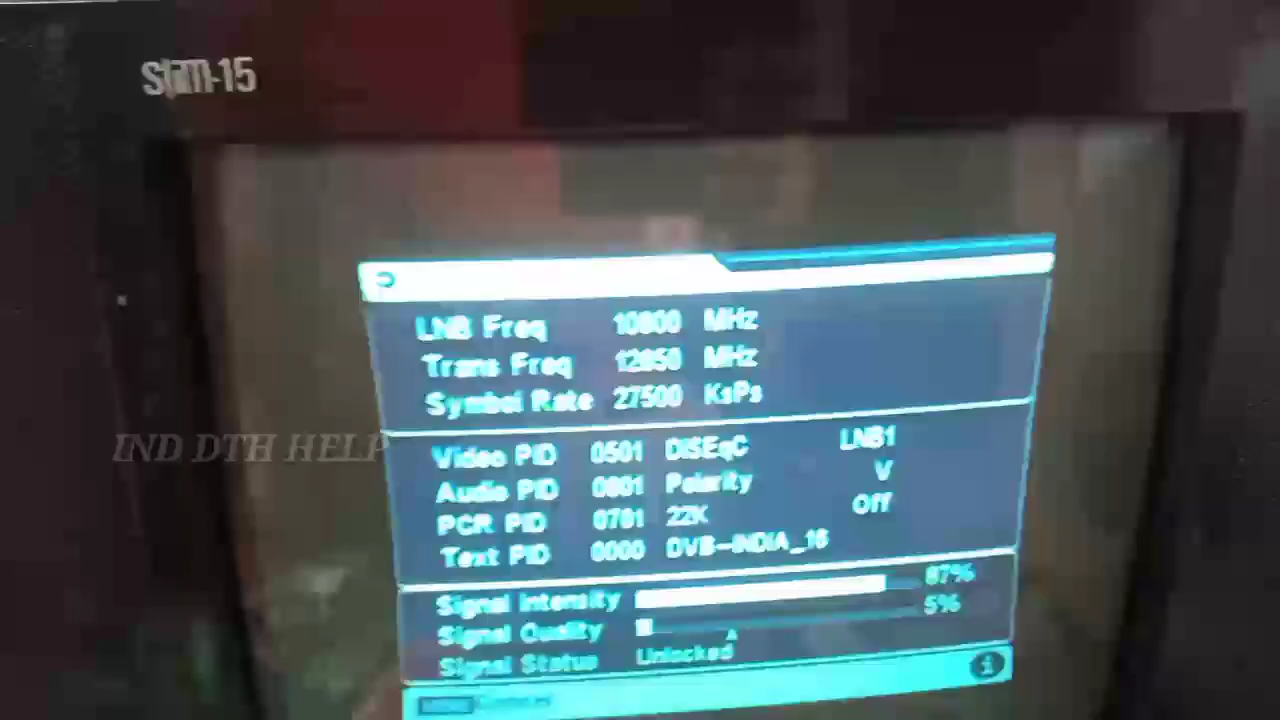 Slim-15
LNB Freq 10600 MHz
Trans Freq 12650 MHz
Symbol Rate 27500 KsPs
IND DTH HELP
Video PID 0501 DiSEqC LNB1
Audio PID 0601 Polarity V
PCR PID 0701 22K Off
Text PID 0000 DVB-INDIA_16
Signal Intensity 87%
Signal Quality 5%
Signal Status Unlocked
i